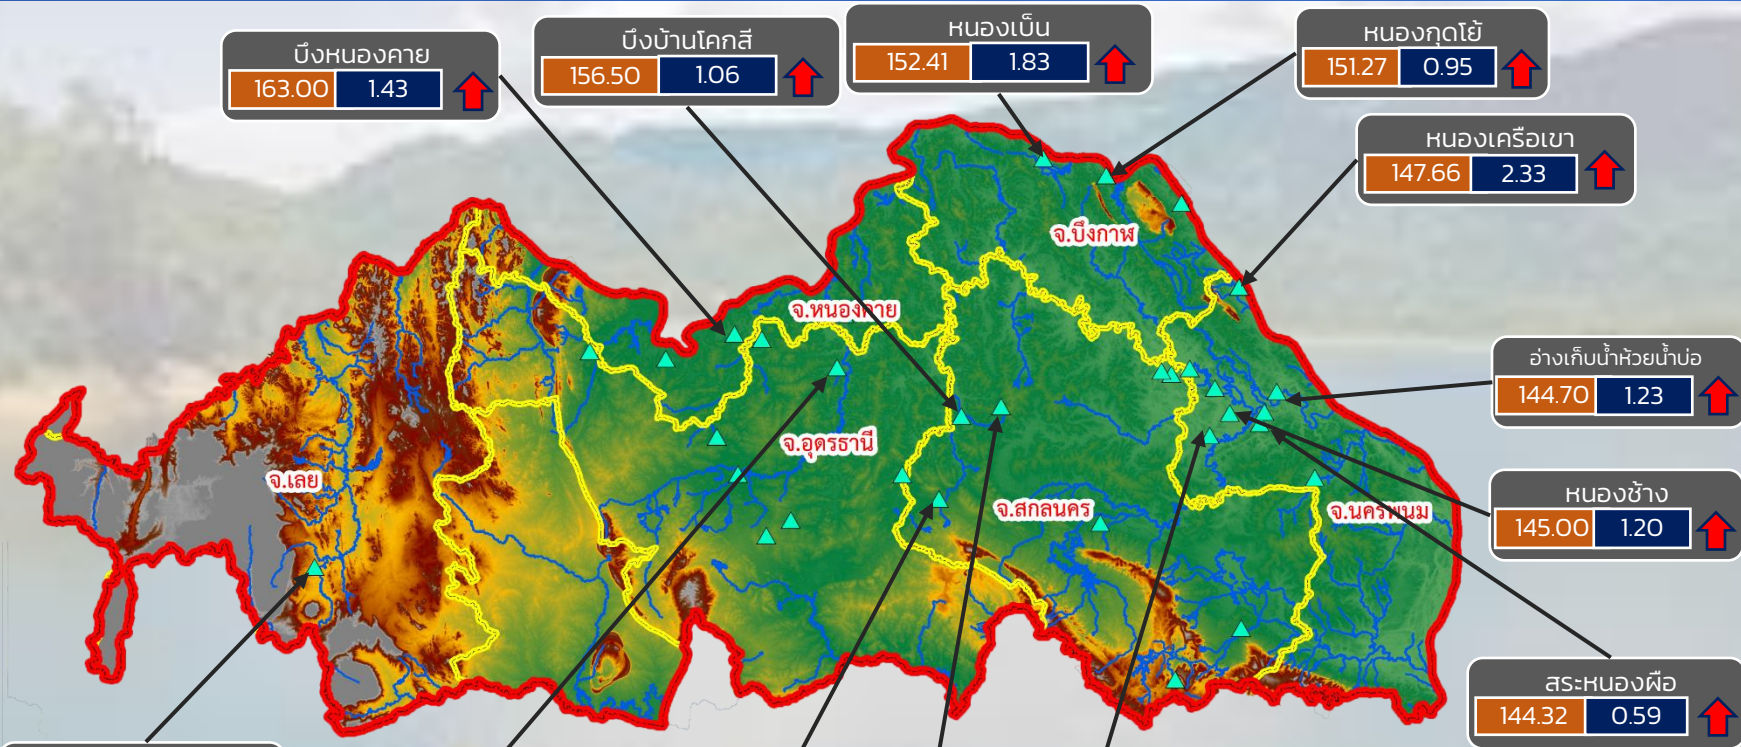 บึงหนองคาย
163.00 1.43
บึงบ้านโคกสี
156.50 1.06
หนองเบ็น
152.41 1.83
หนองกุดโย้
151.27 0.95
หนองเครือเขา
147.66 2.33
จ.บึงกาฬ
จ.หนองคาย
อ่างเก็บน้ำห้วยน้ำบ่อ
144.70 1.23
จ.อุดรธานี
จ.เลย
จ.สกลนคร
จ.นครพนม
หนองช้าง
145.00 1.20
สระหนองผือ
144.32 0.59